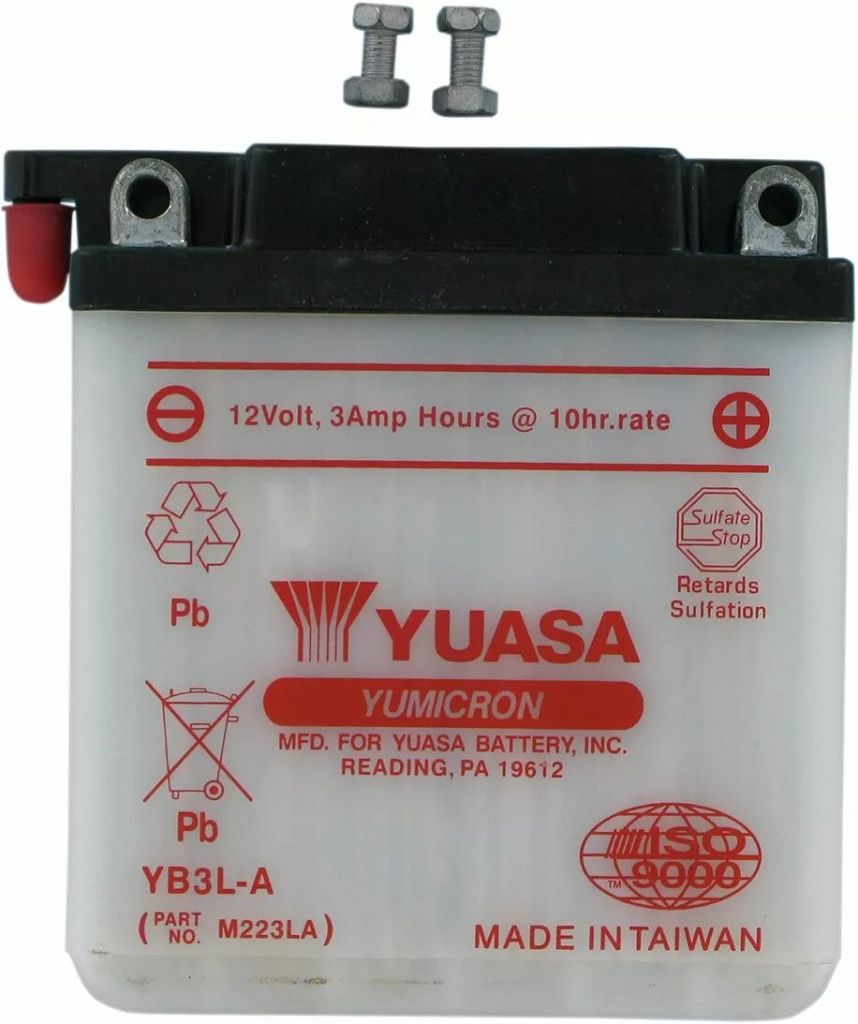 12Volt, 3Amp Hours @ 10hr.rate
Sulfate
Stop
Retards
Sulfation
Pb
YUASA
YUMICRON
MFD. FOR YUASA BATTERY, INC.
READING, PA 19612
Pb
ISO
TM 9000
YB3L-A
(PART NO. M223LA)
MADE IN TAIWAN